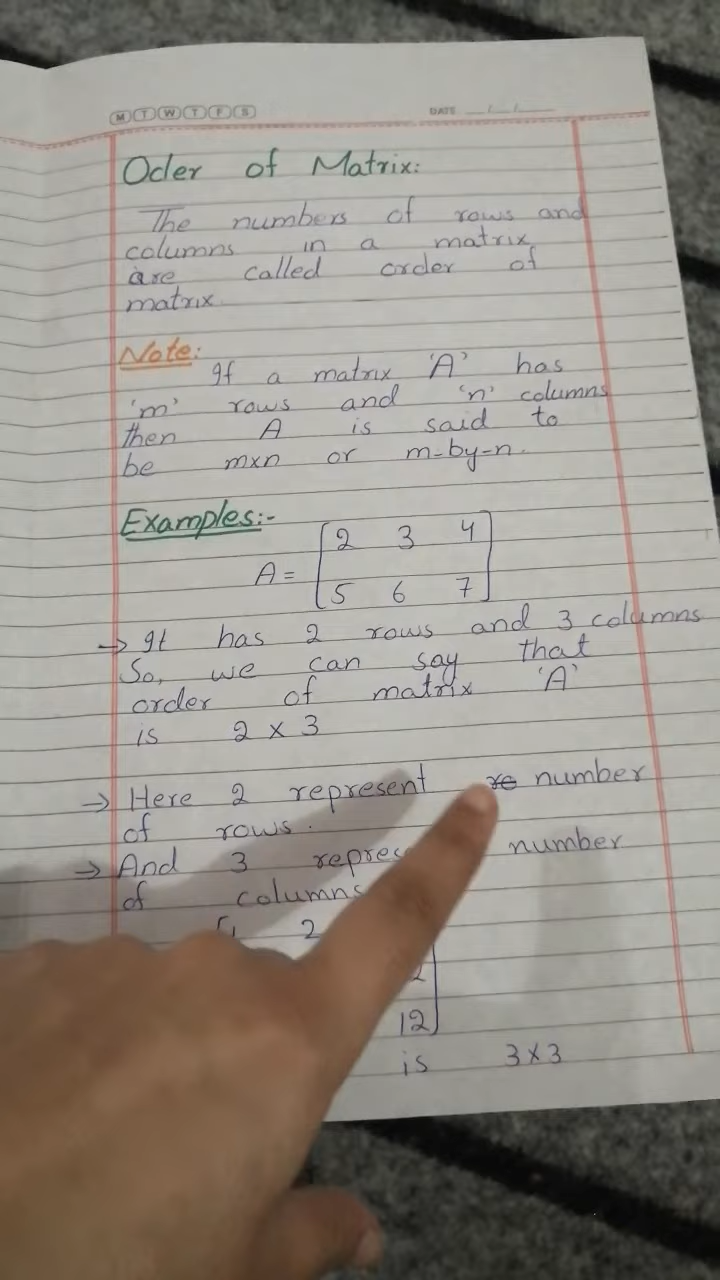 M T W T F S
DATE / /
Oder of Matrix:
The numbers of rows and
columns in a matrix
are called order of
matrix
Note:
If a matrix 'A' has
'm' rows and 'n' columns
then A is said to
be mxn or m-by-n.
Examples:-
A = [2 3 4
5 6 7]
→ It has 2 rows and 3 columns
So, we can say that
order of matrix 'A'
is 2 x 3
→ Here 2 represent number
of rows.
→ And 3 number
of columns
2
12
is 3x3